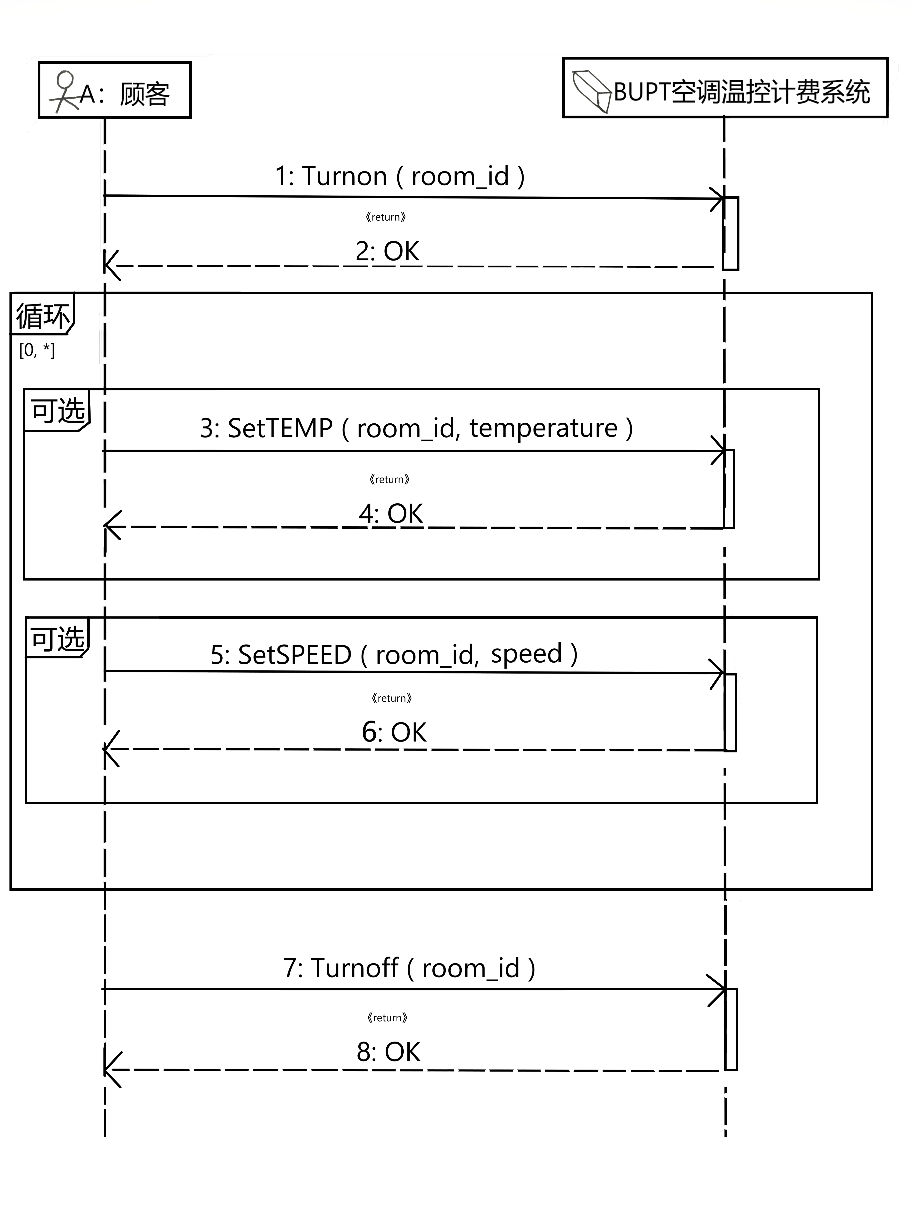 A：顾客
BUPT空调温控计费系统
1: Turnon ( room_id )
《return》
2: OK
循环
[0, *]
可选
3: SetTEMP ( room_id, temperature )
《return》
4: OK
可选
5: SetSPEED ( room_id, speed )
《return》
6: OK
7: Turnoff ( room_id )
《return》
8: OK